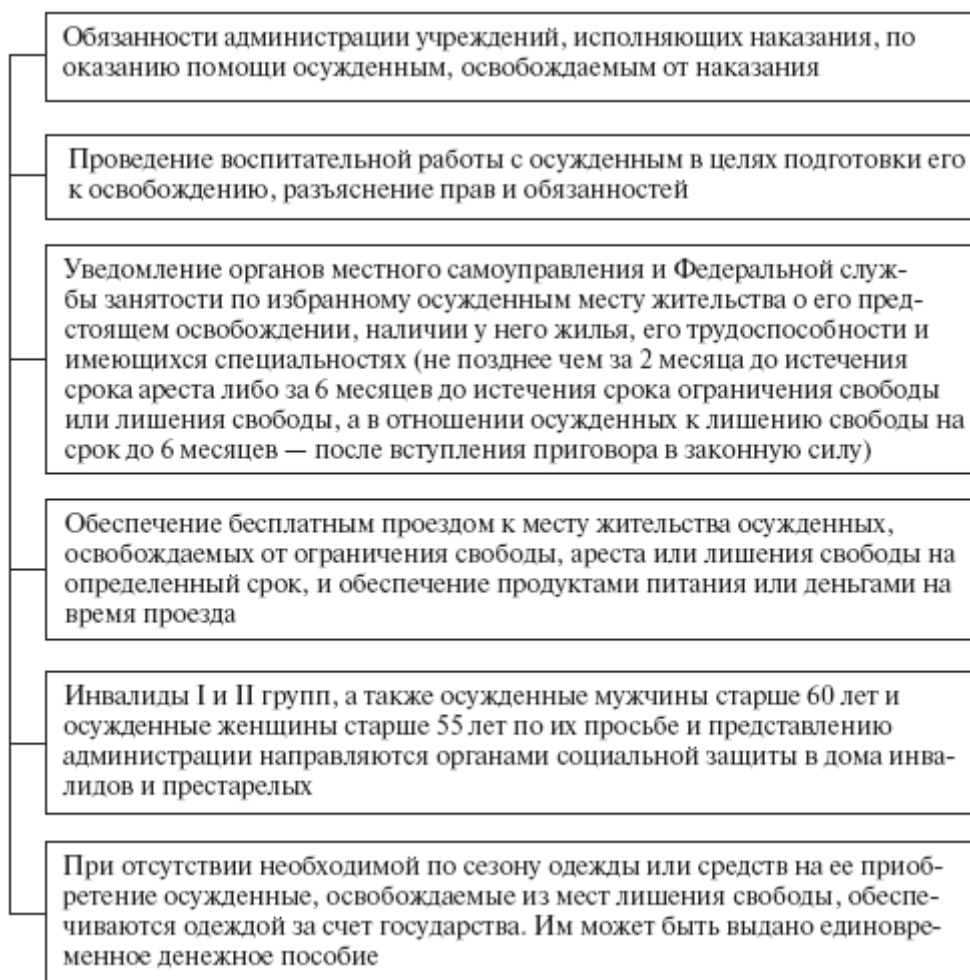 Обязанности администрации учреждений, исполняющих наказания, по
оказанию помощи осужденным, освобождаемым от наказания
Проведение воспитательной работы с осужденным в целях подготовки его
к освобождению, разъяснение прав и обязанностей
Уведомление органов местного самоуправления и Федеральной служ-
бы занятости по избранному осужденным месту жительства о его пред-
стоящем освобождении, наличии у него жилья, его трудоспособности и
имеющихся специальностях (не позднее чем за 2 месяца до истечения
срока ареста либо за 6 месяцев до истечения срока ограничения свободы
или лишения свободы, а в отношении осужденных к лишению свободы на
срок до 6 месяцев — после вступления приговора в законную силу)
Обеспечение бесплатным проездом к месту жительства осужденных,
освобождаемых от ограничения свободы, ареста или лишения свободы на
определенный срок, и обеспечение продуктами питания или деньгами на
время проезда
Инвалиды I и II групп, а также осужденные мужчины старше 60 лет и
осужденные женщины старше 55 лет по их просьбе и представлению
администрации направляются органами социальной защиты в дома инва-
лидов и престарелых
При отсутствии необходимой по сезону одежды или средств на ее приоб-
ретение осужденные, освобождаемые из мест лишения свободы, обеспе-
чиваются одеждой за счет государства. Им может быть выдано единовре-
менное денежное пособие